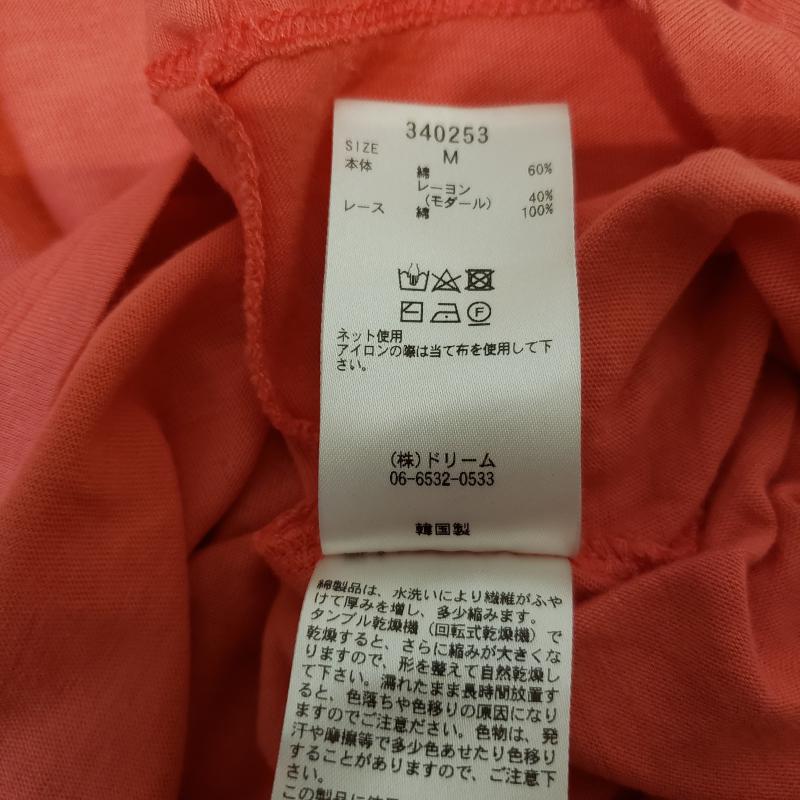 340253
SIZE M
本体 綿 60%
レーヨン
(モダール) 40%
レース 綿 100%
ネット使用
アイロンの際は当て布を使用して下
さい。
(株)ドリーム
06-6532-0533
韓国製
綿製品は、水洗いにより繊維がふや
けて厚みを増し、多少縮みます。
タンブル乾燥機(回転式乾燥機)で
乾燥すると、さらに縮みが大きくな
りますので、形を整えて自然乾燥し
て下さい。濡れたまま長時間放置す
ると、色落ちや色移りの原因になり
ますのでご注意ださい。色物は、発
汗や摩擦等で多少色あせたり色移り
することがありますので、ご注意下
さい。
この製品に使